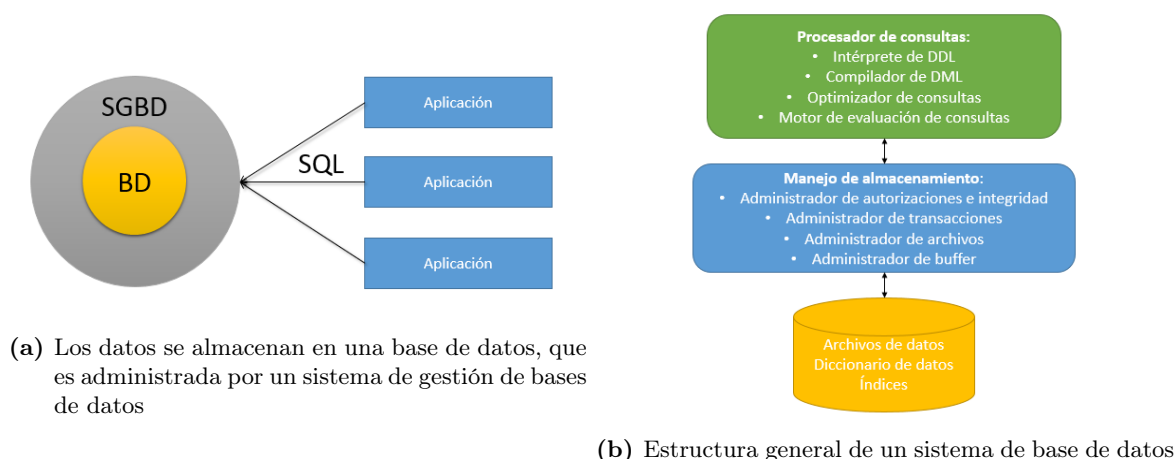 SGBD
BD
SQL
Aplicación
Aplicación
Aplicación
(a) Los datos se almacenan en una base de datos, que
es administrada por un sistema de gestión de bases
de datos
Procesador de consultas:
• Intérprete de DDL
• Compilador de DML
• Optimizador de consultas
• Motor de evaluación de consultas
Manejo de almacenamiento:
• Administrador de autorizaciones e integridad
• Administrador de transacciones
• Administrador de archivos
• Administrador de buffer
Archivos de datos
Diccionario de datos
Índices
(b) Estructura general de un sistema de base de datos